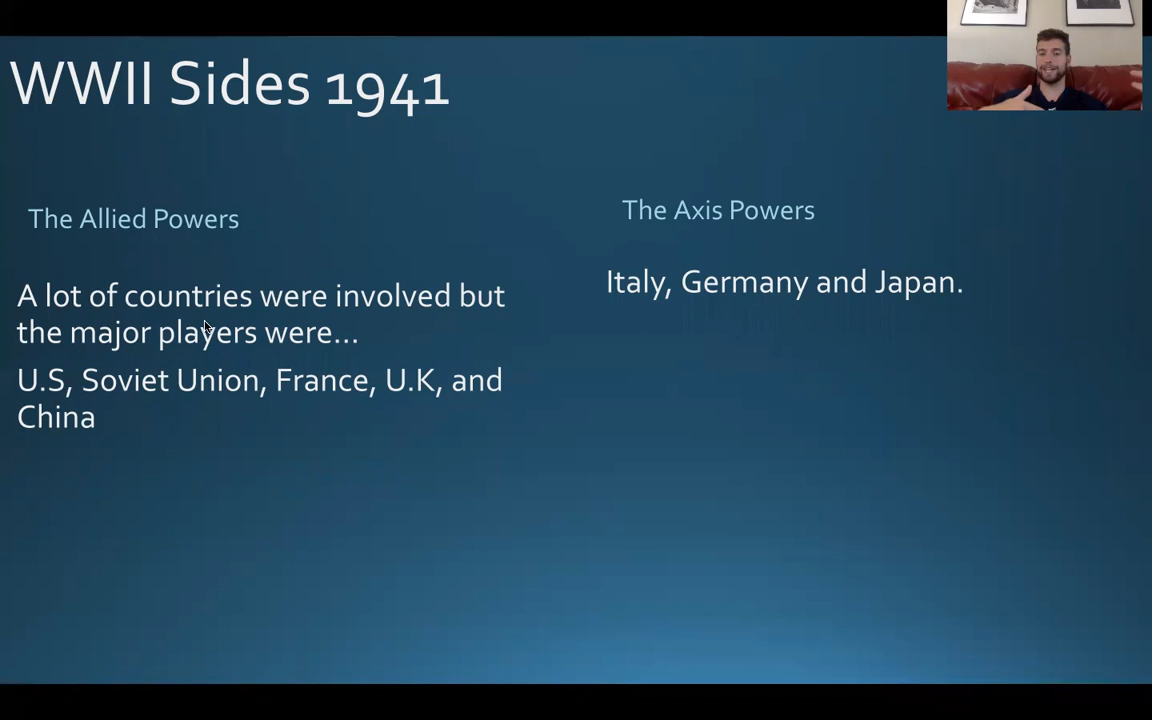 WWII Sides 1941
The Allied Powers
A lot of countries were involved but
the major players were...
U.S, Soviet Union, France, U.K, and
China
The Axis Powers
Italy, Germany and Japan.